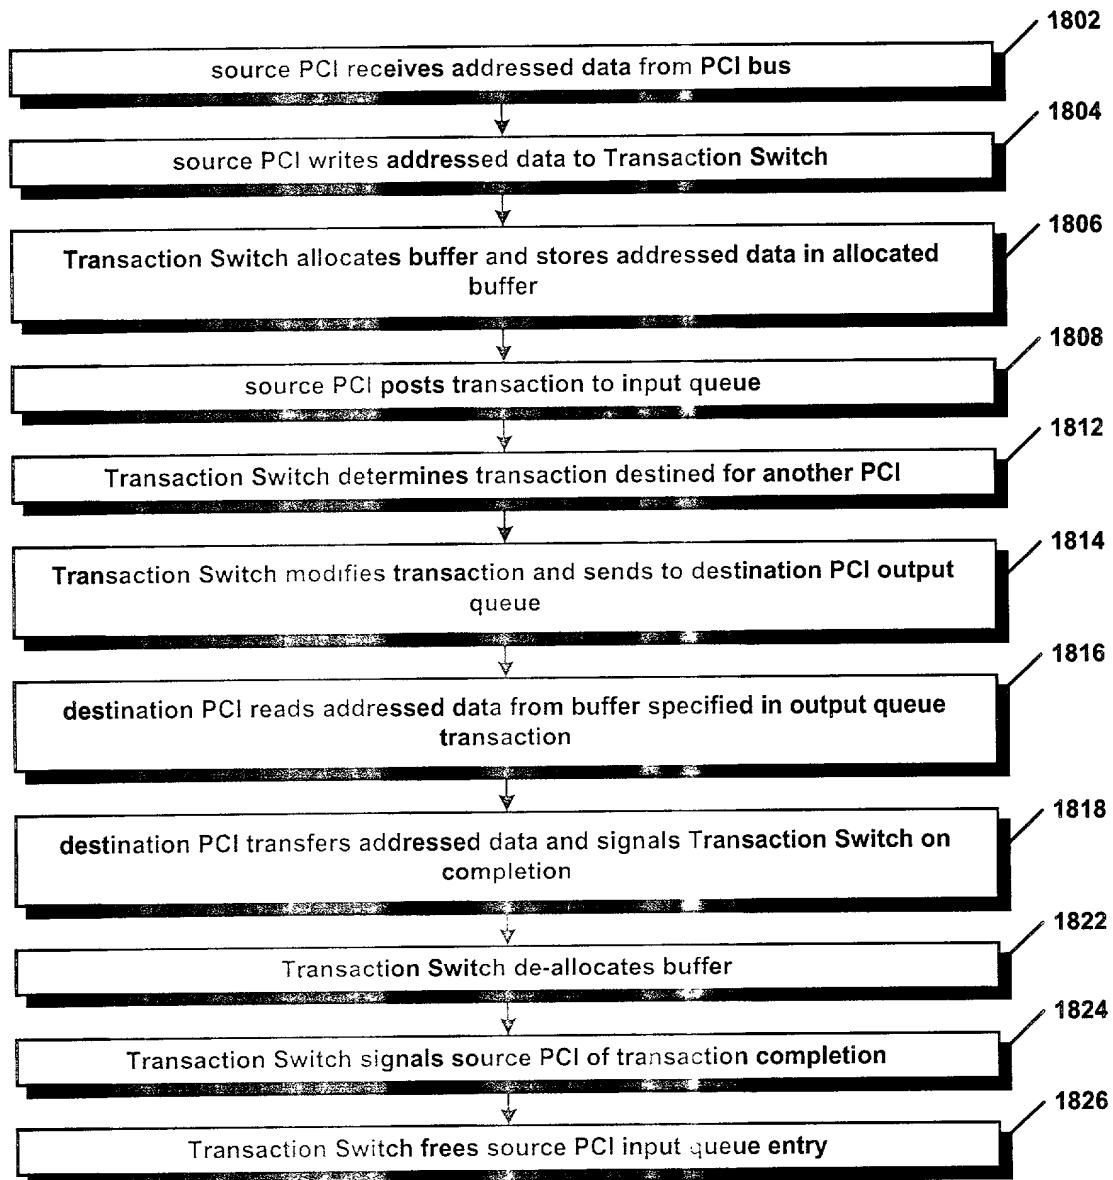 1802
source PCI receives addressed data from PCI bus
1804
source PCI writes addressed data to Transaction Switch
1806
Transaction Switch allocates buffer and stores addressed data in allocated
buffer
1808
source PCI posts transaction to input queue
1812
Transaction Switch determines transaction destined for another PCI
1814
Transaction Switch modifies transaction and sends to destination PCI output
queue
1816
destination PCI reads addressed data from buffer specified in output queue
transaction
1818
destination PCI transfers addressed data and signals Transaction Switch on
completion
1822
Transaction Switch de-allocates buffer
1824
Transaction Switch signals source PCI of transaction completion
1826
Transaction Switch frees source PCI input queue entry